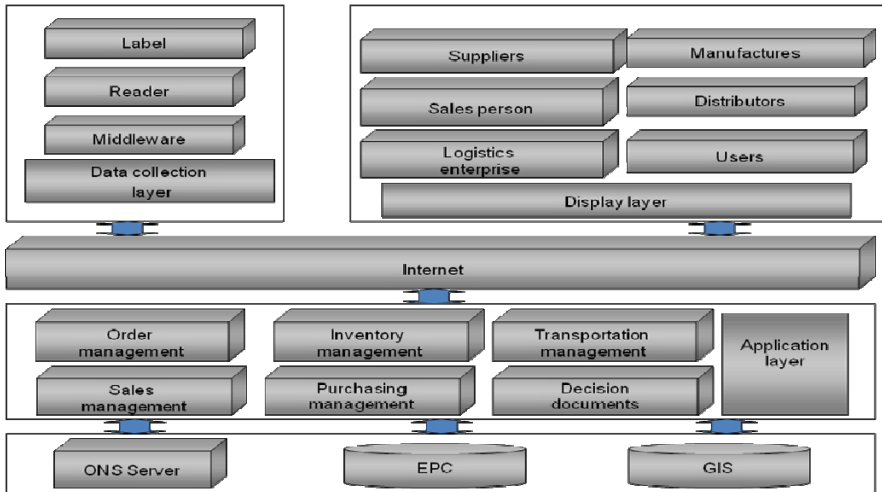 Label
Reader
Middleware
Data collection
layer
Suppliers
Manufactures
Sales person
Distributors
Logistics
enterprise
Users
Display layer
Internet
Order
management
Inventory
management
Transportation
management
Application
layer
Sales
management
Purchasing
management
Decision
documents
ONS Server
EPC
GIS